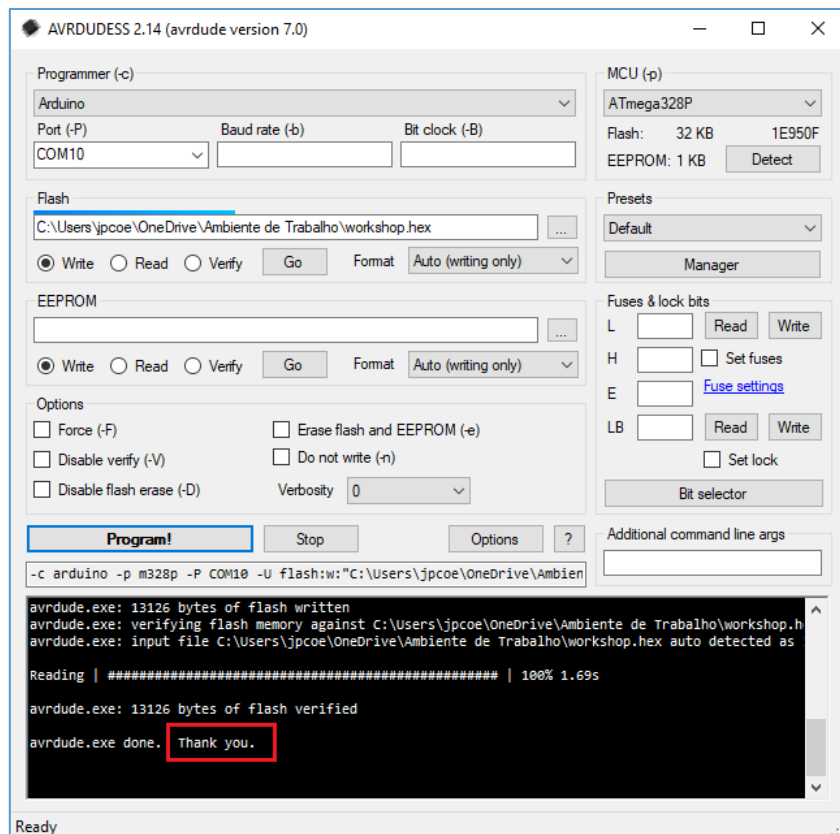 AVRDUDESS 2.14 (avrdude version 7.0)
Programmer (-c)
Arduino
Port (-P) Baud rate (-b) Bit clock (-B)
COM10
MCU (-p)
ATmega328P
Flash: 32 KB 1E950F
EEPROM: 1 KB Detect
Flash
C:\Users\jpcoe\OneDrive\Ambiente de Trabalho\workshop.hex ...
Write Read Verify Go Format Auto (writing only)
Presets
Default
Manager
EEPROM
...
Write Read Verify Go Format Auto (writing only)
Fuses & lock bits
L Read Write
H Set fuses
E Fuse settings
LB Read Write
Set lock
Bit selector
Options
Force (-F) Erase flash and EEPROM (-e)
Disable verify (-V) Do not write (-n)
Disable flash erase (-D) Verbosity 0
Program! Stop Options ?
Additional command line args
-c arduino -p m328p -P COM10 -U flash:w:"C:\Users\jpcoe\OneDrive\Ambien
avrdude.exe: 13126 bytes of flash written
avrdude.exe: verifying flash memory against C:\Users\jpcoe\OneDrive\Ambiente de Trabalho\workshop.h
avrdude.exe: input file C:\Users\jpcoe\OneDrive\Ambiente de Trabalho\workshop.hex auto detected as
Reading | ################################################## | 100% 1.69s
avrdude.exe: 13126 bytes of flash verified
avrdude.exe done. Thank you.
Ready